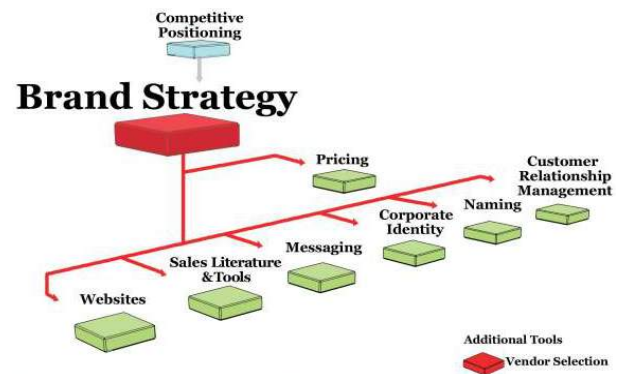 Competitive
Positioning
Brand Strategy
Pricing
Customer
Relationship
Management
Naming
Corporate
Identity
Messaging
Sales Literature
&Tools
Websites
Additional Tools
Vendor Selection